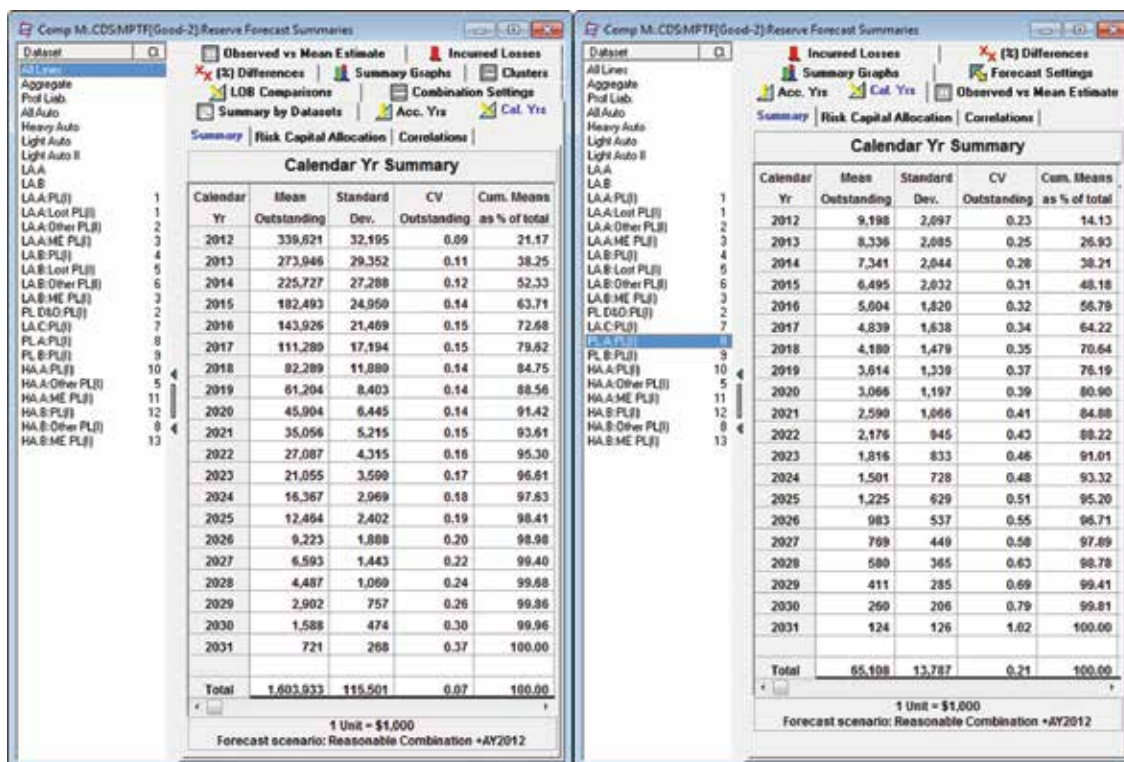 Comp M:.CDS:MPTF[Good-2]:Reserve Forecast Summaries
Dataset Cl.
All Lines
Aggregate
Prof Liab.
All Auto
Heavy Auto
Light Auto
Light Auto II
LA.A
LA.B
LA.A:PL(I) 1
LA.A:Lost PL(I) 1
LA.A:Other PL(I) 2
LA.A:ME PL(I) 3
LA.B:PL(I) 4
LA.B:Lost PL(I) 5
LA.B:Other PL(I) 6
LA.B:ME PL(I) 3
PL D&O:PL(I) 2
LA.C:PL(I) 7
PL A:PL(I) 8
PL B:PL(I) 9
HA.A:PL(I) 10
HA.A:Other PL(I) 5
HA.A:ME PL(I) 11
HA.B:PL(I) 12
HA.B:Other PL(I) 8
HA.B:ME PL(I) 13
Observed vs Mean Estimate Incurred Losses
(%) Differences Summary Graphs Clusters
LOB Comparisons Combination Settings
Summary by Datasets Acc. Yrs Cal. Yrs
Summary Risk Capital Allocation Correlations
Calendar Yr Summary
Calendar Mean Standard CV Cum. Means
Yr Outstanding Dev. Outstanding as % of total
2012 339,621 32,195 0.09 21.17
2013 273,946 29,352 0.11 38.25
2014 225,727 27,288 0.12 52.33
2015 182,493 24,950 0.14 63.71
2016 143,926 21,469 0.15 72.68
2017 111,280 17,194 0.15 79.62
2018 82,289 11,880 0.14 84.75
2019 61,204 8,403 0.14 88.56
2020 45,904 6,445 0.14 91.42
2021 35,056 5,215 0.15 93.61
2022 27,087 4,315 0.16 95.30
2023 21,055 3,590 0.17 96.61
2024 16,367 2,969 0.18 97.63
2025 12,464 2,402 0.19 98.41
2026 9,223 1,888 0.20 98.98
2027 6,593 1,443 0.22 99.40
2028 4,487 1,060 0.24 99.68
2029 2,902 757 0.26 99.86
2030 1,588 474 0.30 99.96
2031 721 268 0.37 100.00
Total 1,603,933 115,501 0.07 100.00
1 Unit = $1,000
Forecast scenario: Reasonable Combination +AY2012
Comp M:.CDS:MPTF[Good-2]:Reserve Forecast Summaries
Dataset Cl.
All Lines
Aggregate
Prof Liab.
All Auto
Heavy Auto
Light Auto
Light Auto II
LA.A
LA.B
LA.A:PL(I) 1
LA.A:Lost PL(I) 1
LA.A:Other PL(I) 2
LA.A:ME PL(I) 3
LA.B:PL(I) 4
LA.B:Lost PL(I) 5
LA.B:Other PL(I) 6
LA.B:ME PL(I) 3
PL D&O:PL(I) 2
LA.C:PL(I) 7
PL A:PL(I) 8
PL B:PL(I) 9
HA.A:PL(I) 10
HA.A:Other PL(I) 5
HA.A:ME PL(I) 11
HA.B:PL(I) 12
HA.B:Other PL(I) 8
HA.B:ME PL(I) 13
Incurred Losses (%) Differences
Summary Graphs Forecast Settings
Acc. Yrs Cal. Yrs Observed vs Mean Estimate
Summary Risk Capital Allocation Correlations
Calendar Yr Summary
Calendar Mean Standard CV Cum. Means
Yr Outstanding Dev. Outstanding as % of total
2012 9,198 2,097 0.23 14.13
2013 8,336 2,085 0.25 26.93
2014 7,341 2,044 0.28 38.21
2015 6,495 2,032 0.31 48.18
2016 5,604 1,820 0.32 56.79
2017 4,839 1,638 0.34 64.22
2018 4,180 1,479 0.35 70.64
2019 3,614 1,339 0.37 76.19
2020 3,066 1,197 0.39 80.90
2021 2,590 1,066 0.41 84.88
2022 2,176 945 0.43 88.22
2023 1,816 833 0.46 91.01
2024 1,501 728 0.48 93.32
2025 1,225 629 0.51 95.20
2026 983 537 0.55 96.71
2027 769 449 0.58 97.89
2028 580 365 0.63 98.78
2029 411 285 0.69 99.41
2030 260 206 0.79 99.81
2031 124 126 1.02 100.00
Total 65,108 13,787 0.21 100.00
1 Unit = $1,000
Forecast scenario: Reasonable Combination +AY2012